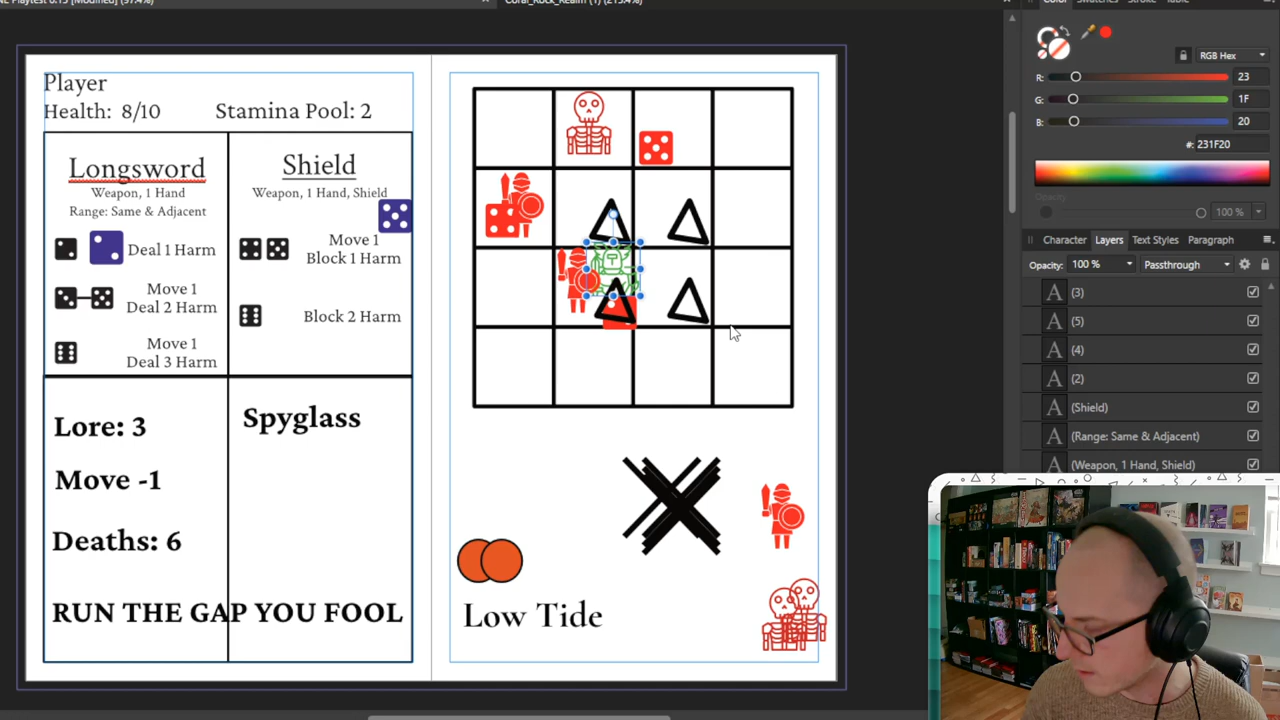 Player
Health: 8/10
Stamina Pool: 2
Longsword
Weapon, 1 Hand
Range: Same & Adjacent
Deal 1 Harm
Move 1
Deal 2 Harm
Move 1
Deal 3 Harm
Shield
Weapon, 1 Hand, Shield
Move 1
Block 1 Harm
Block 2 Harm
Lore: 3
Move -1
Deaths: 6
RUN THE GAP YOU FOOL
Spyglass
Low Tide
RGB Hex
R:
23
G:
1F
B:
20
#:
231F20
Opacity
100 %
Character
Layers
Text Styles
Paragraph
Opacity:
100 %
Passthrough
A (3)
A (5)
A (4)
A (2)
A (Shield)
A (Range: Same & Adjacent)
A (Weapon, 1 Hand, Shield)